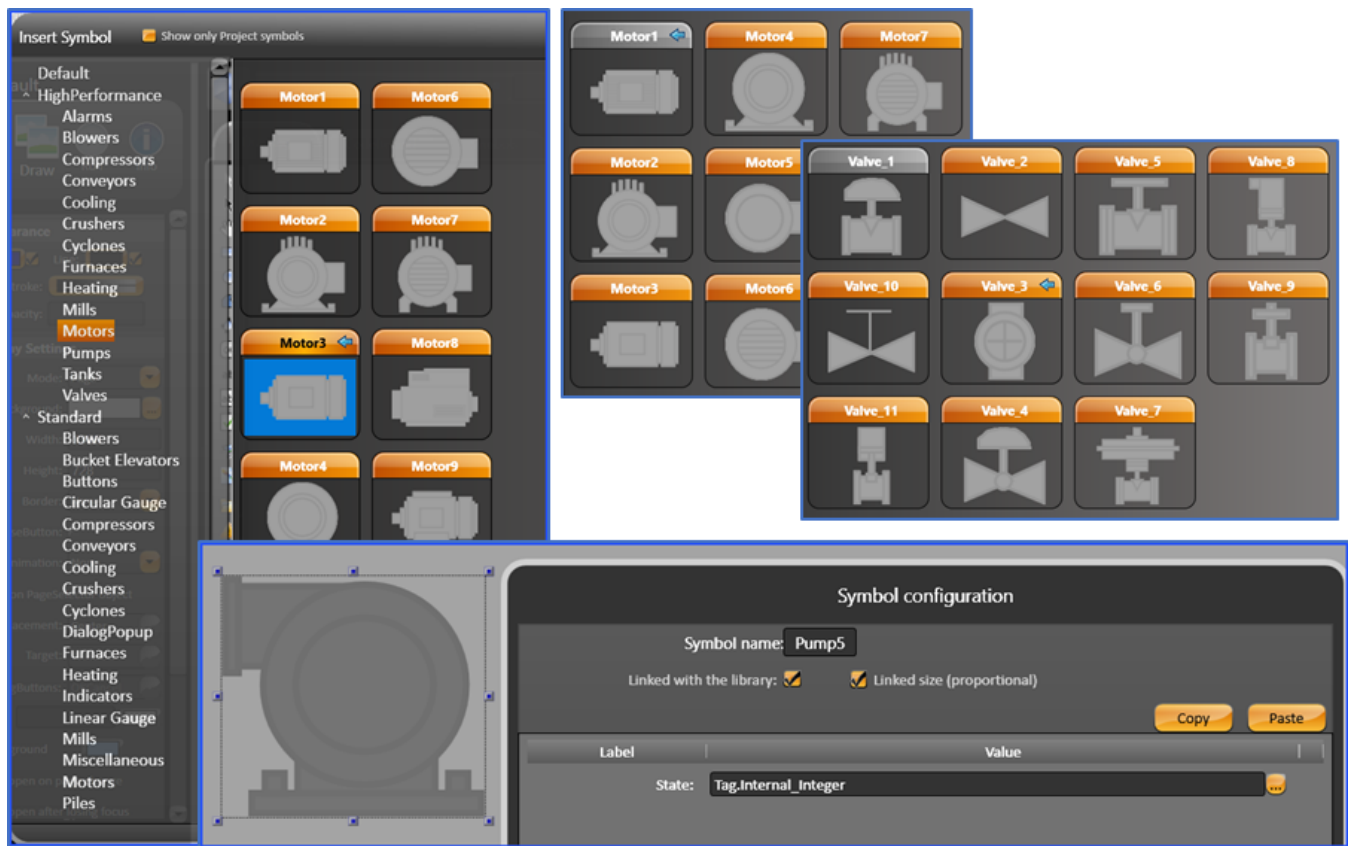 Insert Symbol
Show only Project symbols
Default
HighPerformance
Alarms
Blowers
Compressors
Conveyors
Cooling
Crushers
Cyclones
Furnaces
Heating
Mills
Motors
Pumps
Tanks
Valves
Standard
Blowers
Bucket Elevators
Buttons
Circular Gauge
Compressors
Conveyors
Cooling
Crushers
Cyclones
DialogPopup
Furnaces
Heating
Indicators
Linear Gauge
Mills
Miscellaneous
Motors
Piles
Draw
Motor1 Motor6
Motor2 Motor7
Motor3 Motor8
Motor4 Motor9
Motor1 Motor4 Motor7
Motor2 Motor5
Motor3 Motor6
Valve_1 Valve_2 Valve_5 Valve_8
Valve_10 Valve_3 Valve_6 Valve_9
Valve_11 Valve_4 Valve_7
Symbol configuration
Symbol name: Pump5
Linked with the library: Linked size (proportional)
Copy Paste
Label Value
State: Tag.Internal_Integer ...